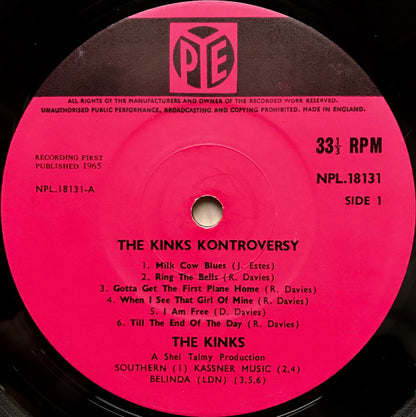 PYE
ALL RIGHTS OF THE MANUFACTURERS AND OWNER OF THE RECORDED WORK RESERVED.
UNAUTHORISED PUBLIC PERFORMANCE, BROADCASTING AND COPYING PROHIBITED. MADE IN ENGLAND.
RECORDING FIRST
PUBLISHED 1965
33⅓ RPM
NPL.18131-A
NPL.18131
SIDE 1
THE KINKS KONTROVERSY
1. Milk Cow Blues (J. Estes)
2. Ring The Bells (R. Davies)
3. Gotta Get The First Plane Home (R. Davies)
4. When I See That Girl Of Mine (R. Davies)
5. I Am Free (D. Davies)
6. Till The End Of The Day (R. Davies)
THE KINKS
A Shel Talmy Production
SOUTHERN (1) KASSNER MUSIC (2.4)
BELINDA (LDN) (3.5.6)